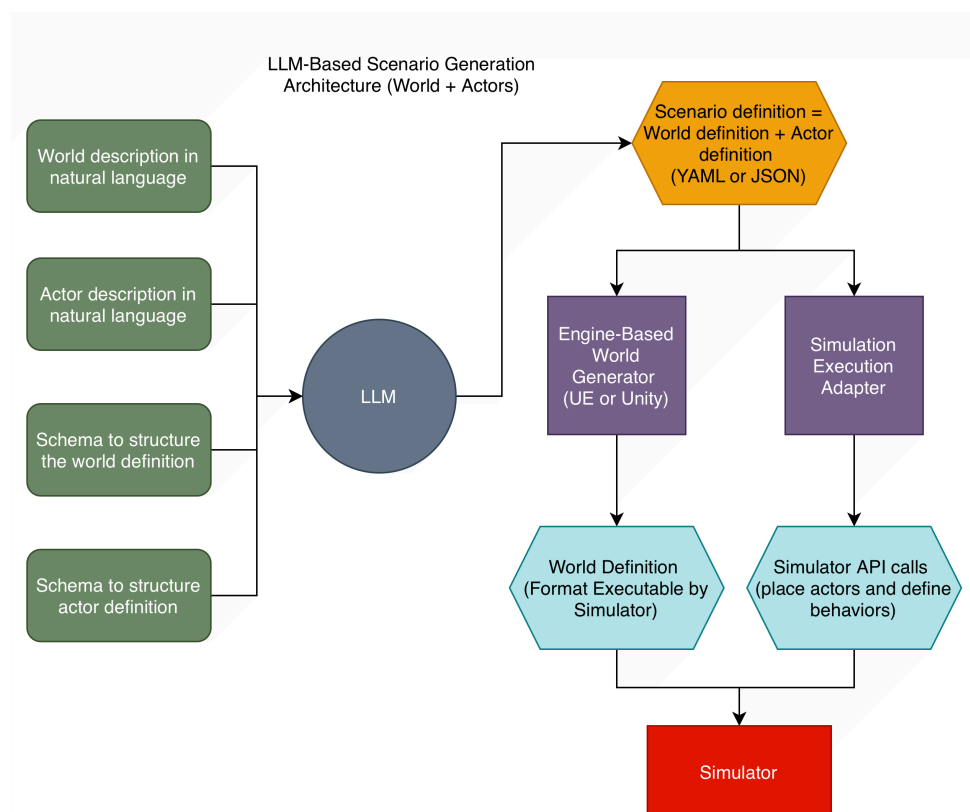 LLM-Based Scenario Generation
Architecture (World + Actors)
World description in
natural language
Actor description in
natural language
Schema to structure
the world definition
Schema to structure
actor definition
LLM
Scenario definition =
World definition + Actor
definition
(YAML or JSON)
Engine-Based
World
Generator
(UE or Unity)
Simulation
Execution
Adapter
World Definition
(Format Executable by
Simulator)
Simulator API calls
(place actors and define
behaviors)
Simulator